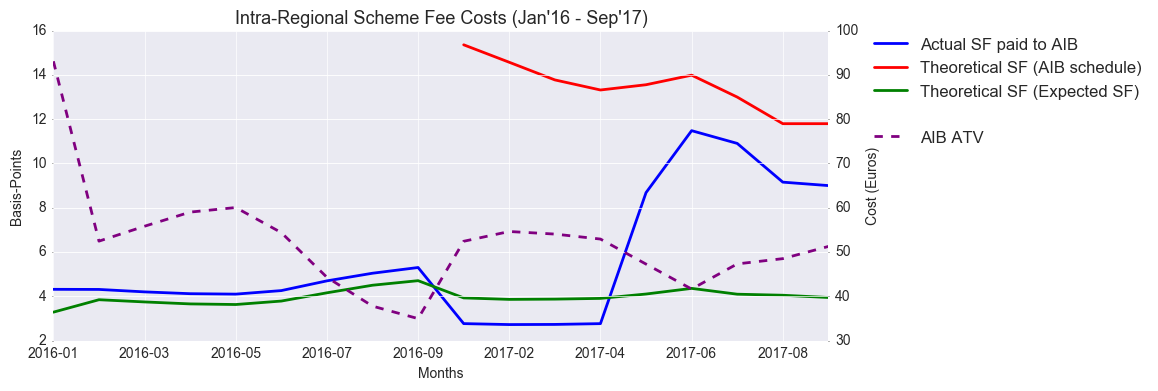 Intra-Regional Scheme Fee Costs (Jan'16 - Sep'17)
16
14
12
10
8
6
4
2
Basis-Points
100
90
80
70
60
50
40
30
Cost (Euros)
2016-01 2016-03 2016-05 2016-07 2016-09 2017-02 2017-04 2017-06 2017-08
Months
Actual SF paid to AIB
Theoretical SF (AIB schedule)
Theoretical SF (Expected SF)
AIB ATV